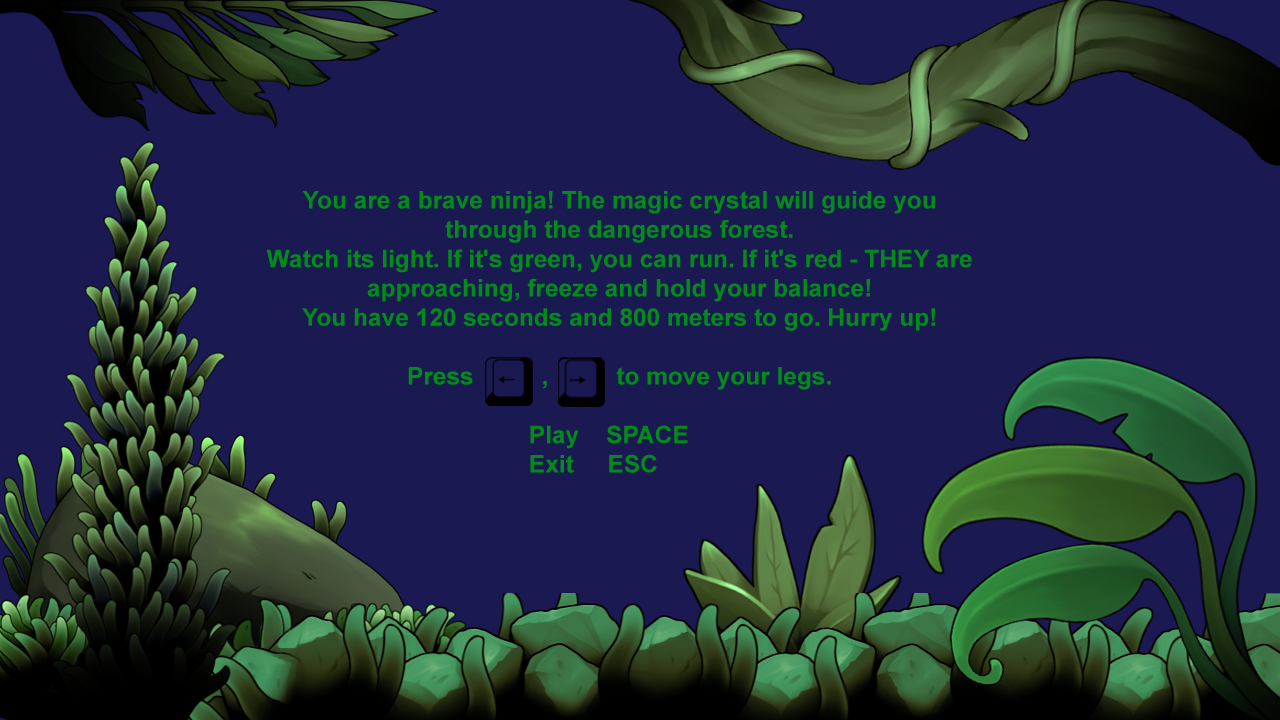 You are a brave ninja! The magic crystal will guide you
through the dangerous forest.
Watch its light. If it's green, you can run. If it's red - THEY are
approaching, freeze and hold your balance!
You have 120 seconds and 800 meters to go. Hurry up!
Press ← , → to move your legs.
Play SPACE
Exit ESC